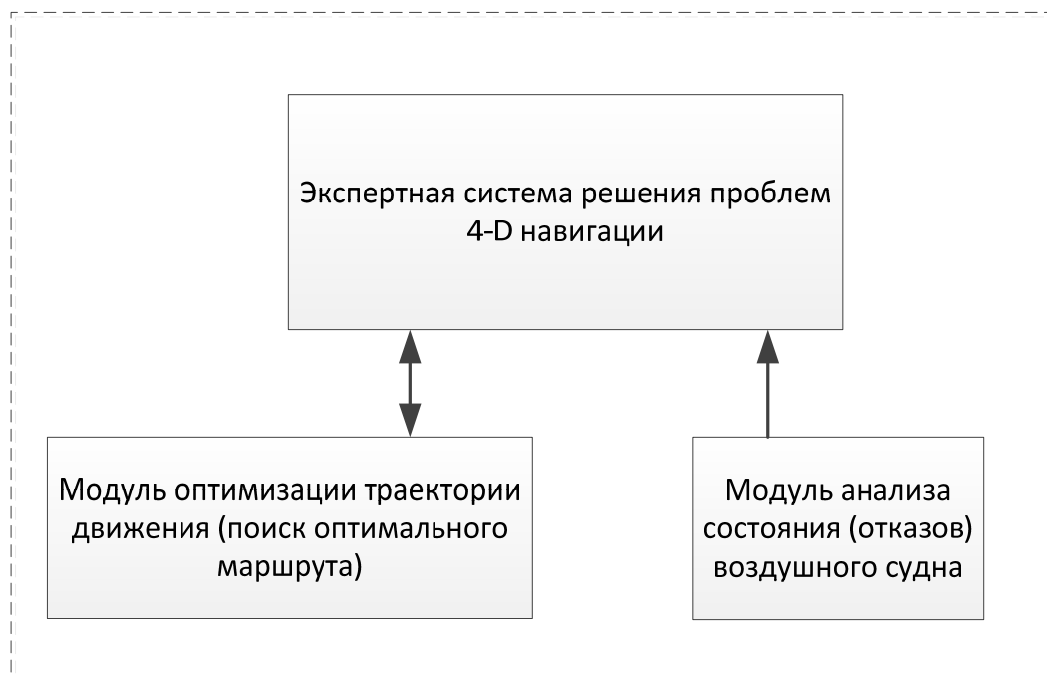 Экспертная система решения проблем
4-D навигации
Модуль оптимизации траектории
движения (поиск оптимального
маршрута)
Модуль анализа
состояния (отказов)
воздушного судна